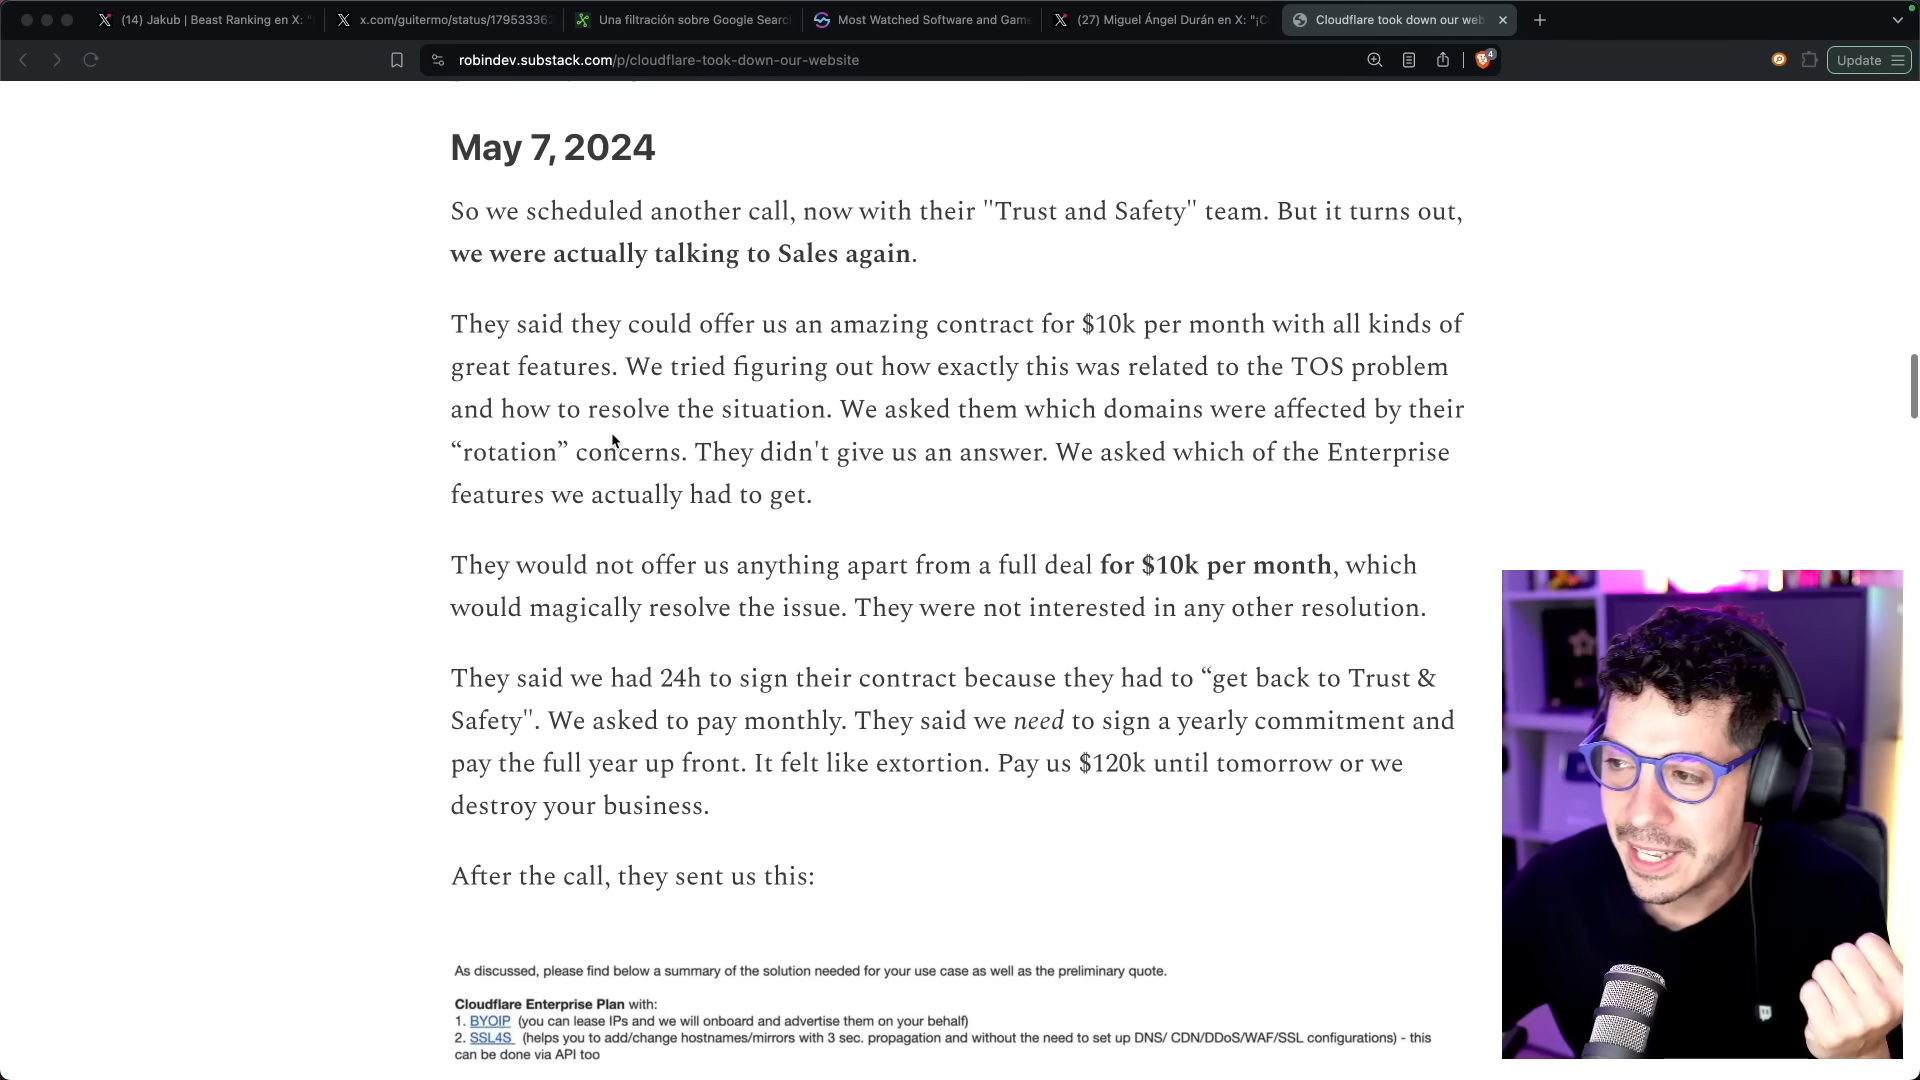 (14) Jakub | Beast Ranking en X: "
x.com/guitermo/status/179533362
Una filtración sobre Google Searc
Most Watched Software and Game
(27) Miguel Ángel Durán en X: "¡C
Cloudflare took down our web
robindev.substack.com/p/cloudflare-took-down-our-website
4
Update
May 7, 2024
So we scheduled another call, now with their "Trust and Safety" team. But it turns out,
we were actually talking to Sales again.
They said they could offer us an amazing contract for $10k per month with all kinds of
great features. We tried figuring out how exactly this was related to the TOS problem
and how to resolve the situation. We asked them which domains were affected by their
“rotation” concerns. They didn't give us an answer. We asked which of the Enterprise
features we actually had to get.
They would not offer us anything apart from a full deal for $10k per month, which
would magically resolve the issue. They were not interested in any other resolution.
They said we had 24h to sign their contract because they had to “get back to Trust &
Safety". We asked to pay monthly. They said we need to sign a yearly commitment and
pay the full year up front. It felt like extortion. Pay us $120k until tomorrow or we
destroy your business.
After the call, they sent us this:
As discussed, please find below a summary of the solution needed for your use case as well as the preliminary quote.
Cloudflare Enterprise Plan with:
1. BYOIP (you can lease IPs and we will onboard and advertise them on your behalf)
2. SSL4S (helps you to add/change hostnames/mirrors with 3 sec. propagation and without the need to set up DNS/ CDN/DDoS/WAF/SSL configurations) - this
can be done via API too